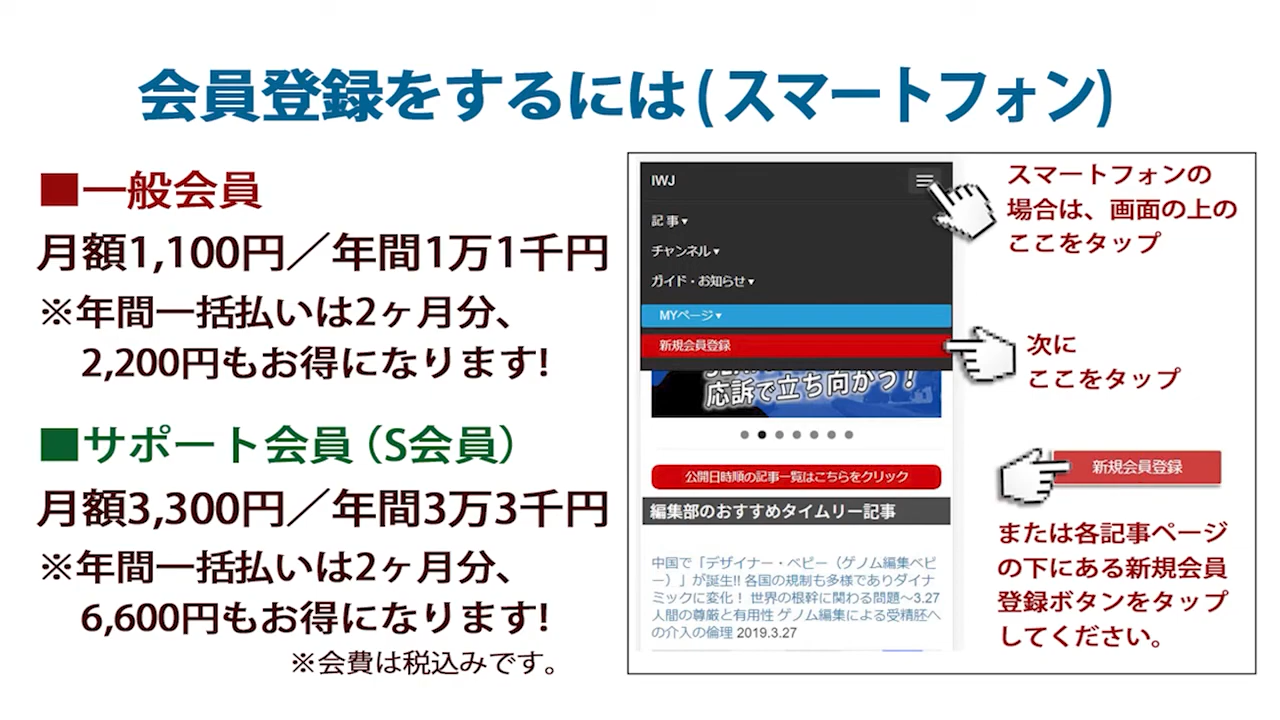 会員登録をするには(スマートフォン)
■一般会員
月額1,100円／年間1万1千円
※年間一括払いは2ヶ月分、
2,200円もお得になります!
■サポート会員（S会員）
月額3,300円／年間3万3千円
※年間一括払いは2ヶ月分、
6,600円もお得になります!
※会費は税込みです。
IWJ
記事▾
チャンネル▾
ガイド・お知らせ▾
MYページ▾
新規会員登録
応訴で立ち向かう！
公開日時順の記事一覧はこちらをクリック
編集部のおすすめタイムリー記事
中国で「デザイナー・ベビー（ゲノム編集ベビ
ー）」が誕生!! 各国の規制も多様でありダイナ
ミックに変化！ 世界の根幹に関わる問題〜3.27
人間の尊厳と有用性 ゲノム編集による受精胚へ
の介入の倫理 2019.3.27
スマートフォンの
場合は、画面の上の
ここをタップ
次に
ここをタップ
新規会員登録
または各記事ページ
の下にある新規会員
登録ボタンをタップ
してください。